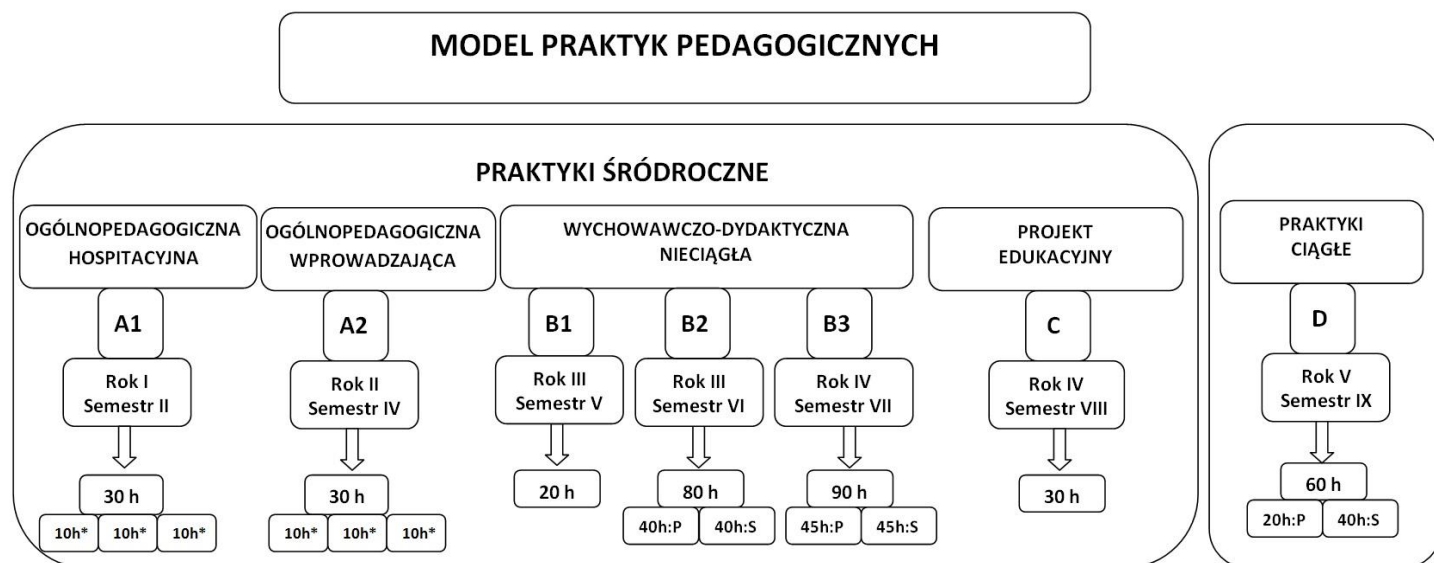 MODEL PRAKTYK PEDAGOGICZNYCH
PRAKTYKI ŚRÓDROCZNE
OGÓLNOPEDAGOGICZNA
HOSPITACYJNA
A1
Rok I
Semestr II
30 h
10h* 10h* 10h*
OGÓLNOPEDAGOGICZNA
WPROWADZAJĄCA
A2
Rok II
Semestr IV
30 h
10h* 10h* 10h*
WYCHOWAWCZO-DYDAKTYCZNA
NIECIĄGŁA
B1
Rok III
Semestr V
20 h
B2
Rok III
Semestr VI
80 h
40h:P 40h:S
B3
Rok IV
Semestr VII
90 h
45h:P 45h:S
PROJEKT
EDUKACYJNY
C
Rok IV
Semestr VIII
30 h
PRAKTYKI
CIĄGŁE
D
Rok V
Semestr IX
60 h
20h:P 40h:S